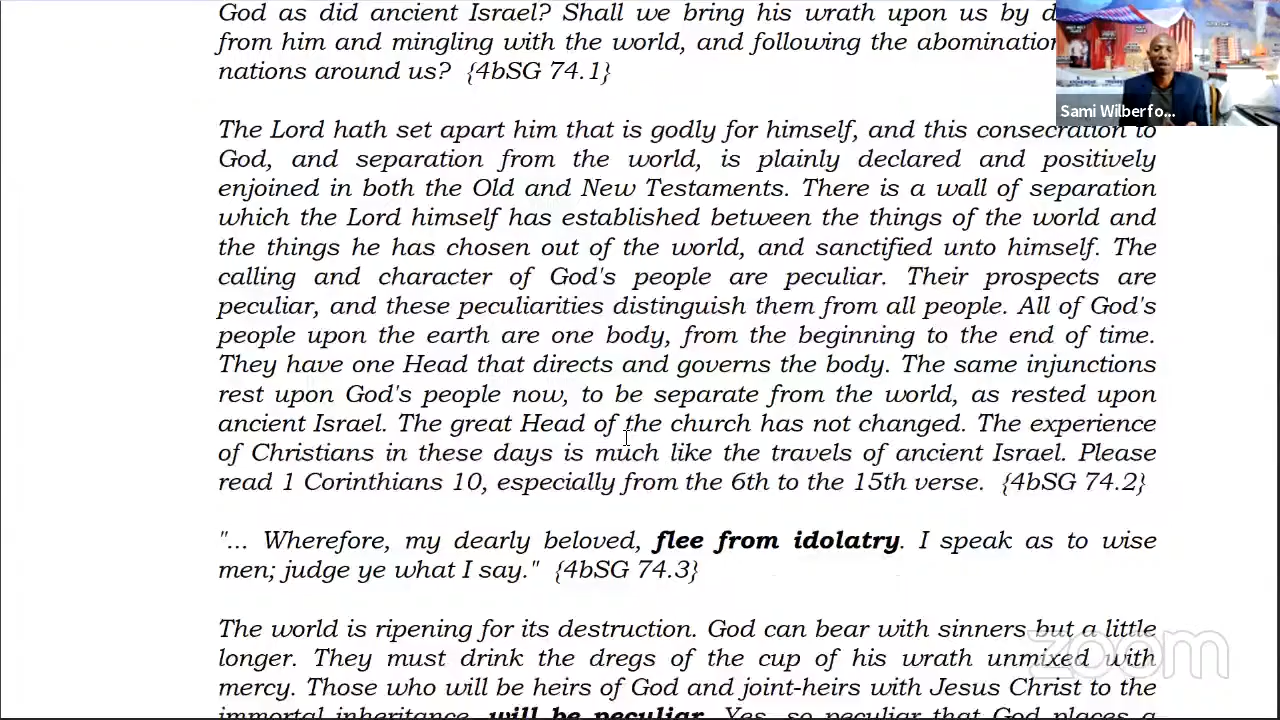 God as did ancient Israel? Shall we bring his wrath upon us by d
from him and mingling with the world, and following the abomination
nations around us? {4bSG 74.1}
The Lord hath set apart him that is godly for himself, and this consecration to
God, and separation from the world, is plainly declared and positively
enjoined in both the Old and New Testaments. There is a wall of separation
which the Lord himself has established between the things of the world and
the things he has chosen out of the world, and sanctified unto himself. The
calling and character of God's people are peculiar. Their prospects are
peculiar, and these peculiarities distinguish them from all people. All of God's
people upon the earth are one body, from the beginning to the end of time.
They have one Head that directs and governs the body. The same injunctions
rest upon God's people now, to be separate from the world, as rested upon
ancient Israel. The great Head of the church has not changed. The experience
of Christians in these days is much like the travels of ancient Israel. Please
read 1 Corinthians 10, especially from the 6th to the 15th verse. {4bSG 74.2}
"... Wherefore, my dearly beloved, flee from idolatry. I speak as to wise
men; judge ye what I say." {4bSG 74.3}
The world is ripening for its destruction. God can bear with sinners but a little
longer. They must drink the dregs of the cup of his wrath unmixed with
mercy. Those who will be heirs of God and joint-heirs with Jesus Christ to the
immortal inheritance, will be peculiar. Yes, so peculiar that God places a
Sami Wilberfo...
zoom